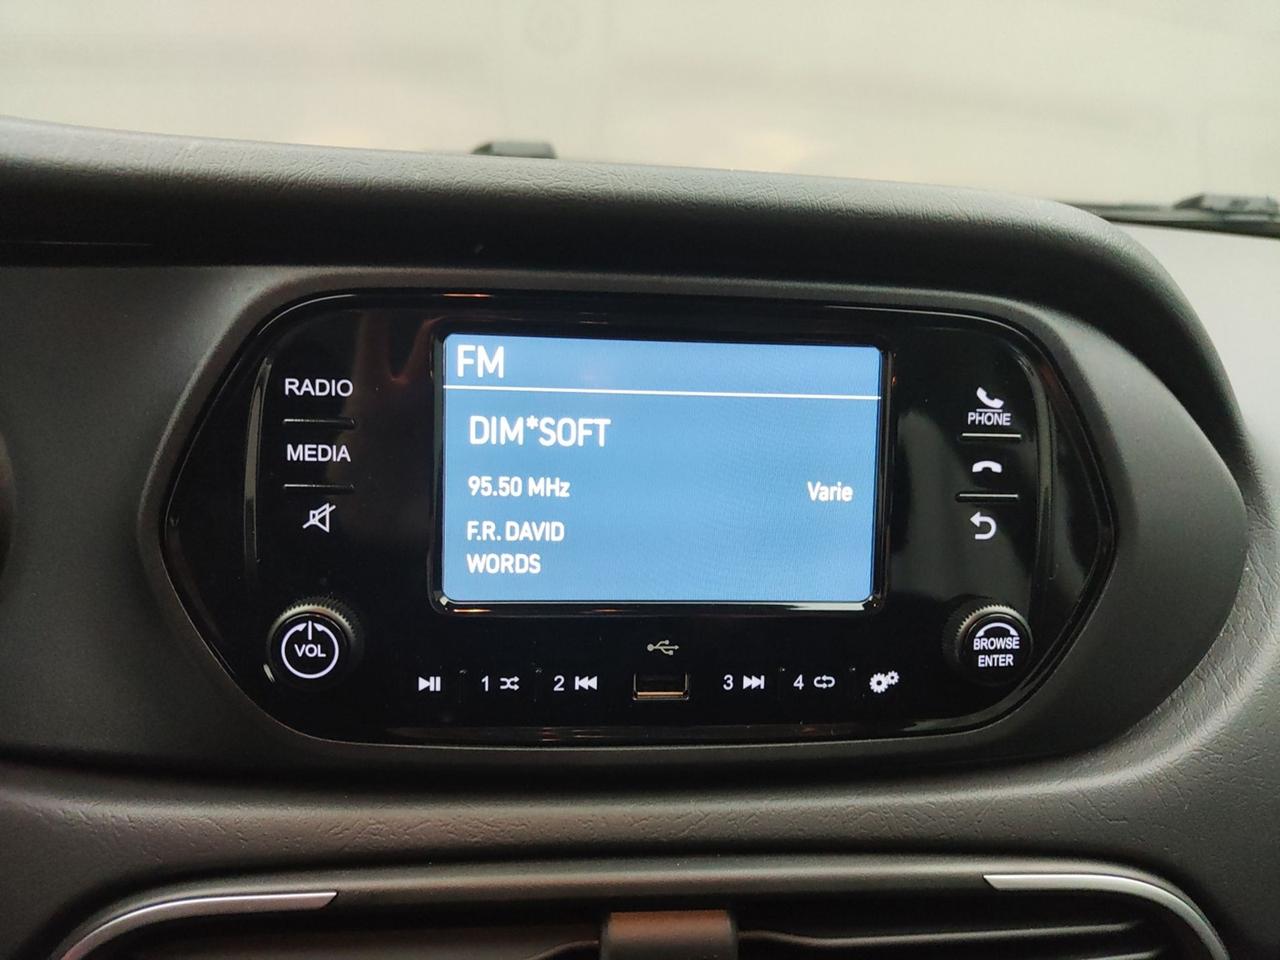 FM
RADIO
MEDIA
DIM*SOFT
95.50 MHz
Varie
F.R. DAVID
WORDS
PHONE
VOL
BROWSE
ENTER
1
2
3
4